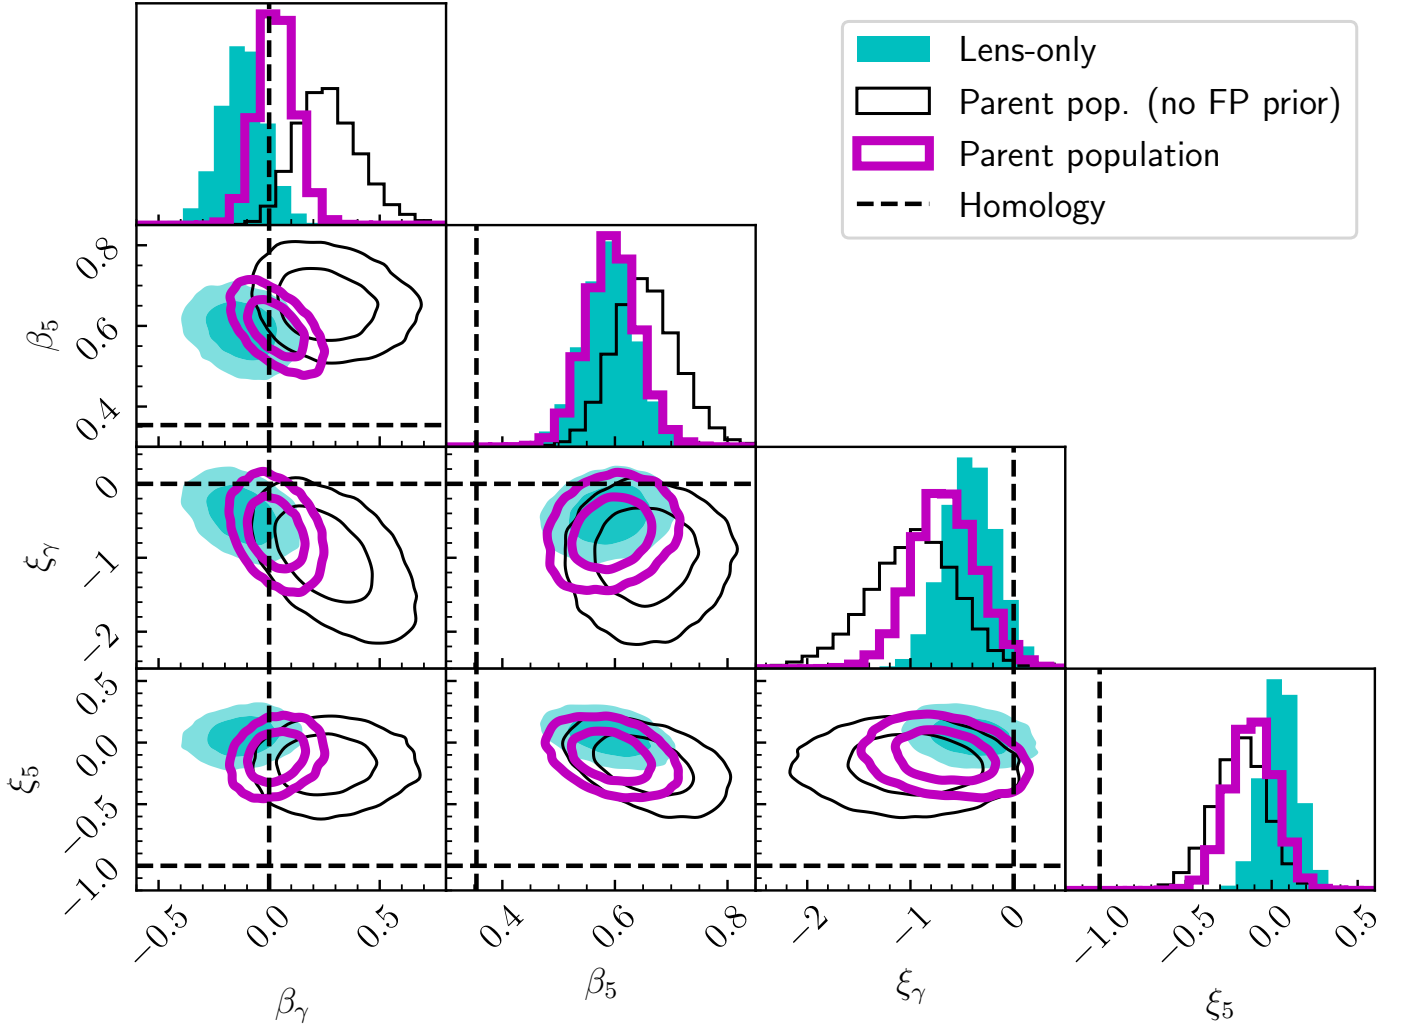 Lens-only
Parent pop. (no FP prior)
Parent population
Homology
0.8
0.6
0.4
β₅
0
−1
−2
ξᵧ
0.5
0.0
−0.5
−1.0
ξ₅
−0.5 0.0 0.5 0.4 0.6 0.8 −2 −1 0 −1.0 −0.5 0.0 0.5
βᵧ β₅ ξᵧ ξ₅